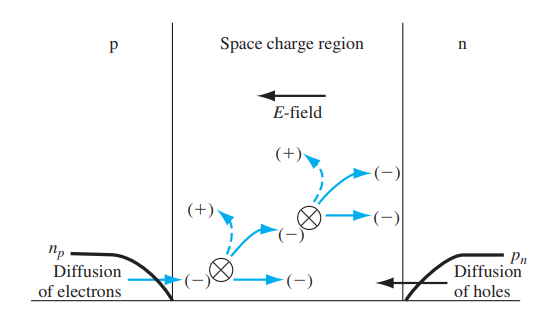 p
Space charge region
n
E-field
(+)
(−)
(+)
(−)
(−)
n_p
p_n
Diffusion
of electrons
(−)
(−)
Diffusion
of holes